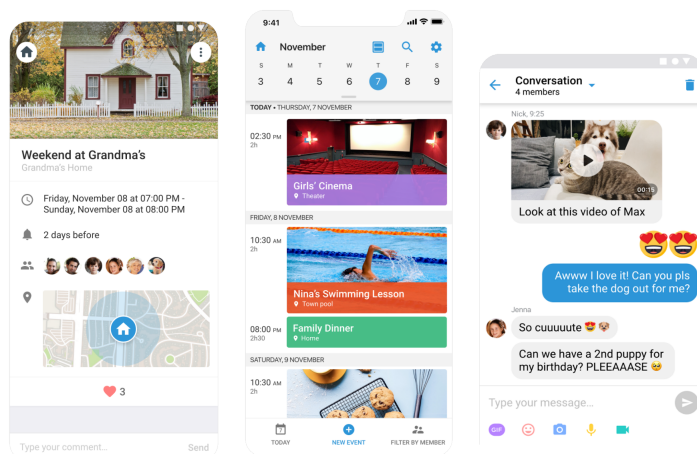 Weekend at Grandma's
Grandma's Home
Friday, November 08 at 07:00 PM -
Sunday, November 08 at 08:00 PM
2 days before
3
Type your comment...
Send
9:41
November
S M T W T F S
3 4 5 6 7 8 9
TODAY • THURSDAY, 7 NOVEMBER
02:30 PM
2h
Girls' Cinema
Theater
FRIDAY, 8 NOVEMBER
10:30 AM
2h
Nina's Swimming Lesson
Town pool
08:00 PM
2h30
Family Dinner
Home
SATURDAY, 9 NOVEMBER
10:30 AM
2h
7
TODAY
NEW EVENT
FILTER BY MEMBER
Conversation
4 members
Nick, 9:25
00:15
Look at this video of Max
Awww I love it! Can you pls
take the dog out for me?
Jenna
So cuuuuute 😍 🐶
Can we have a 2nd puppy for
my birthday? PLEEAAASE 🥺
Type your message...
GIF